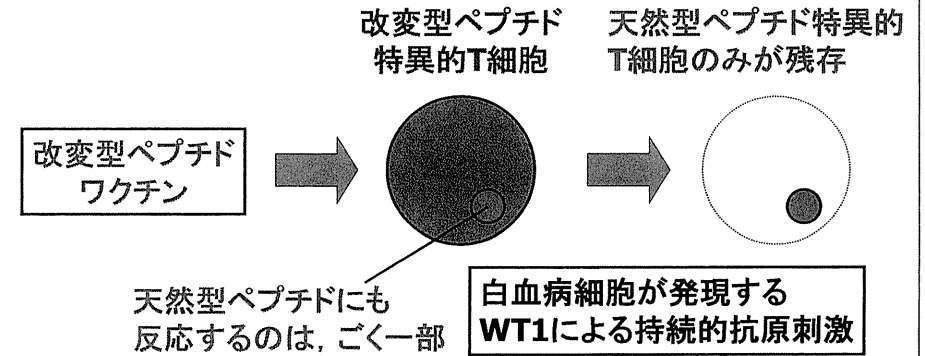 改変型ペプチド
特異的T細胞
天然型ペプチド特異的
T細胞のみが残存
改変型ペプチド
ワクチン
天然型ペプチドにも
反応するのは，ごく一部
白血病細胞が発現する
WT1による持続的抗原刺激